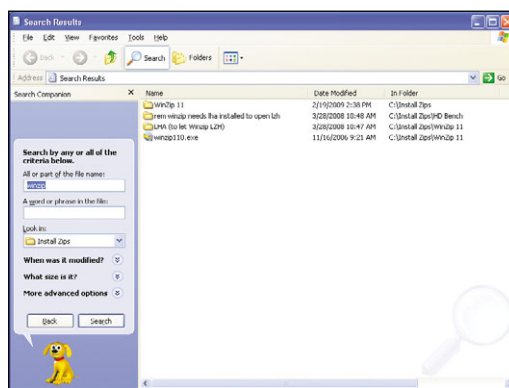 Search Results
File Edit View Favorites Tools Help
Back Search Folders
Address Search Results Go
Search Companion
Search by any or all of the criteria below.
All or part of the file name:
winzip
A word or phrase in the file:
Look in:
Install Zips
When was it modified?
What size is it?
More advanced options
Back Search
Name Date Modified In Folder
WinZip 11 2/19/2009 2:38 PM C:\Install Zips
rem winzip needs lha installed to open lzh 3/28/2008 10:48 AM C:\Install Zips\HD Bench
LHA (to let Winzip LZH) 3/28/2008 10:47 AM C:\Install Zips\WinZip 11
winzip110.exe 11/16/2006 9:21 AM C:\Install Zips\WinZip 11